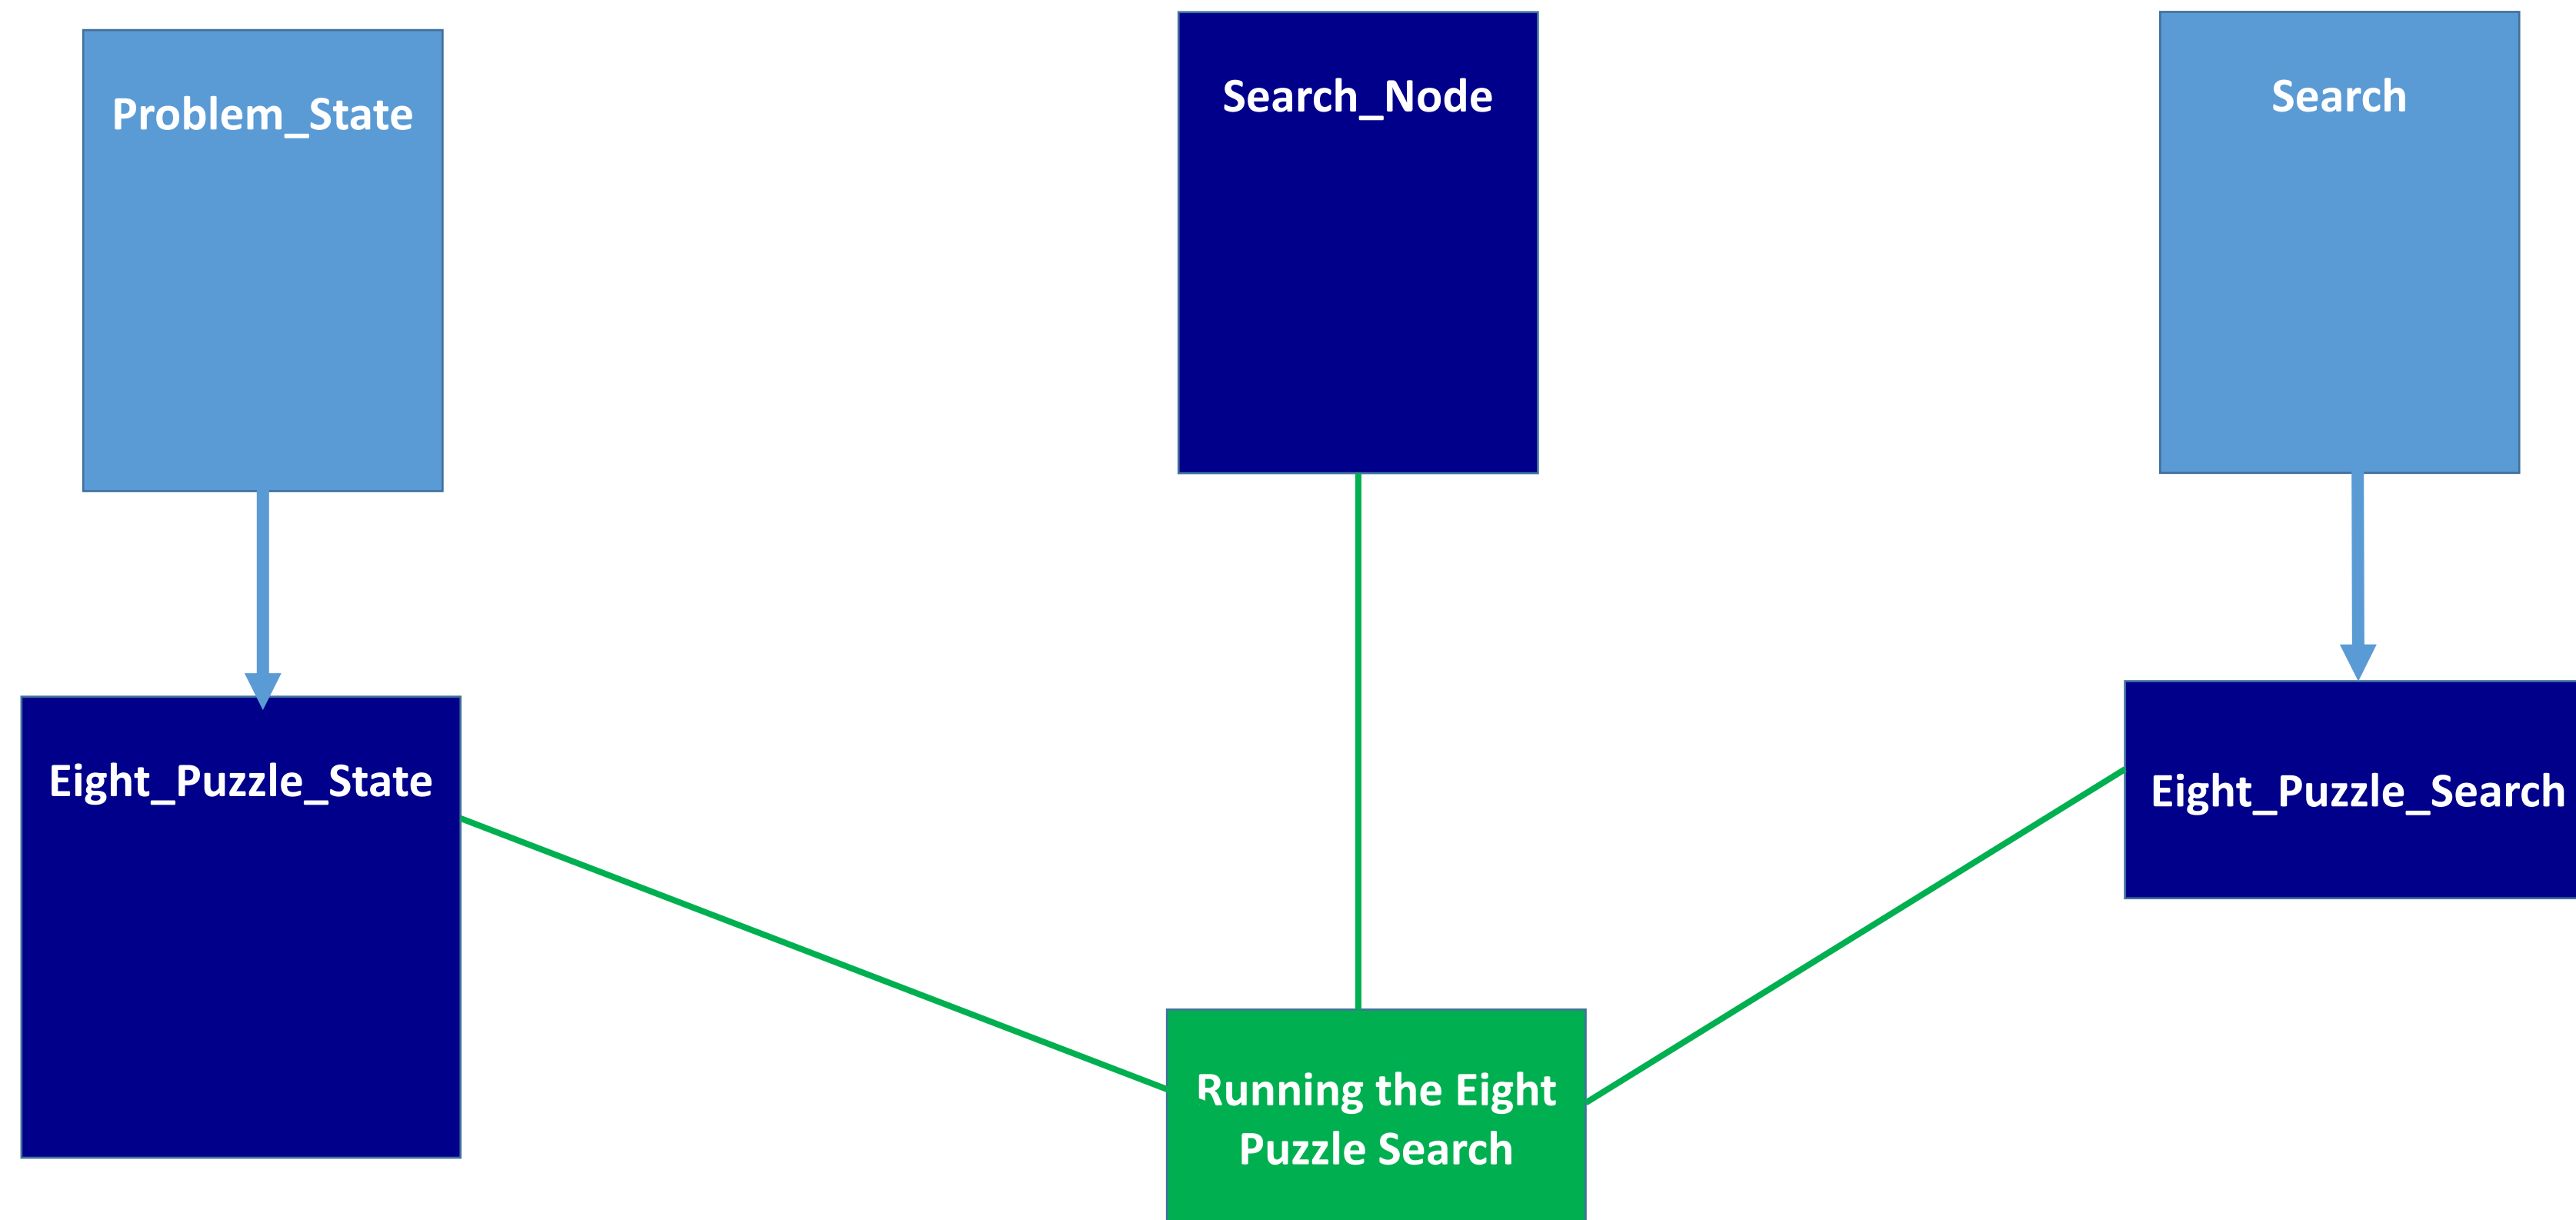 Problem_State
Search_Node
Search
Eight_Puzzle_State
Eight_Puzzle_Search
Running the Eight
Puzzle Search